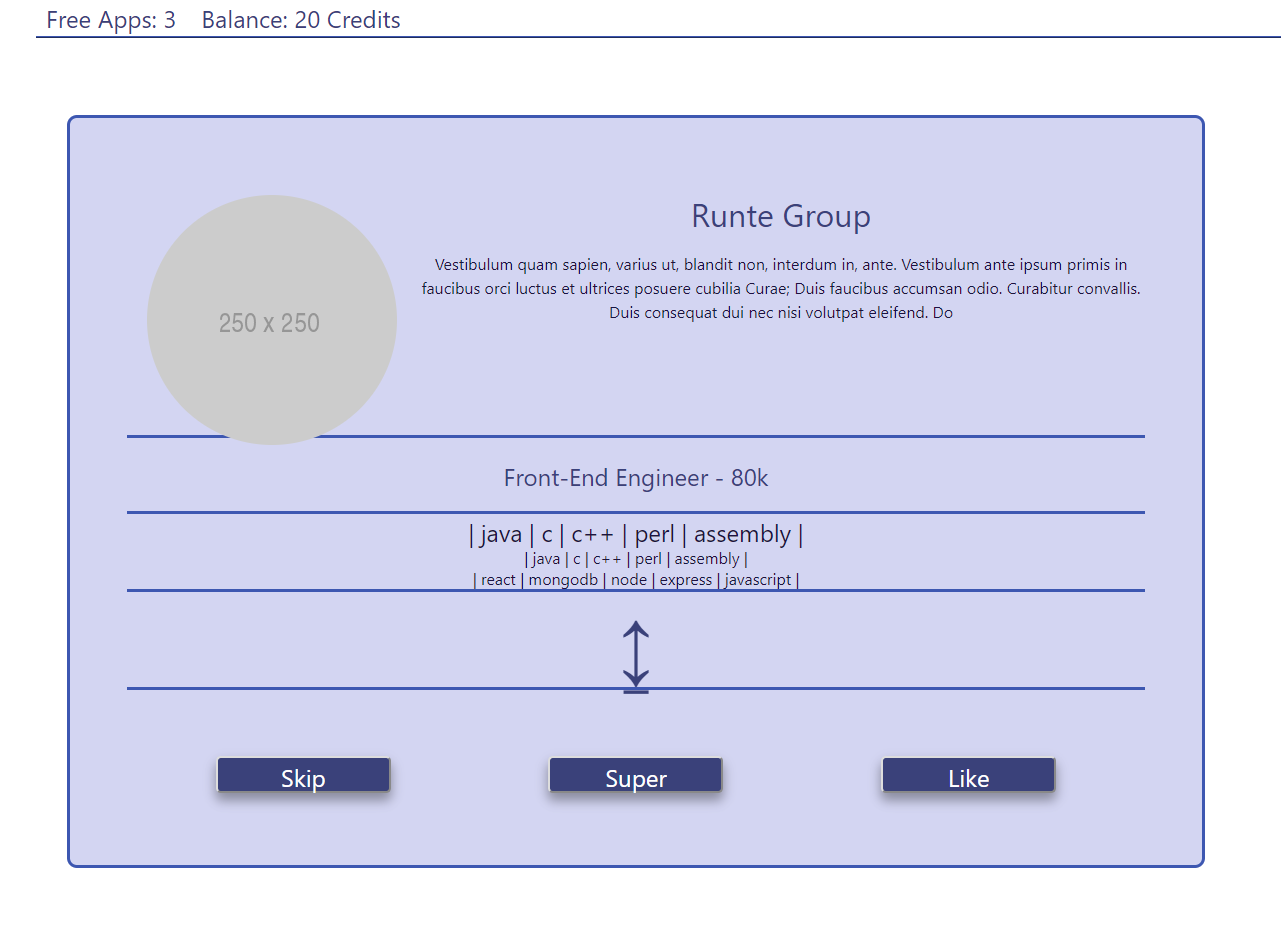 Free Apps: 3 Balance: 20 Credits
Runte Group
Vestibulum quam sapien, varius ut, blandit non, interdum in, ante. Vestibulum ante ipsum primis in
faucibus orci luctus et ultrices posuere cubilia Curae; Duis faucibus accumsan odio. Curabitur convallis.
Duis consequat dui nec nisi volutpat eleifend. Do
250 x 250
Front-End Engineer - 80k
| java | c | c++ | perl | assembly |
| java | c | c++ | perl | assembly |
| react | mongodb | node | express | javascript |
Skip Super Like